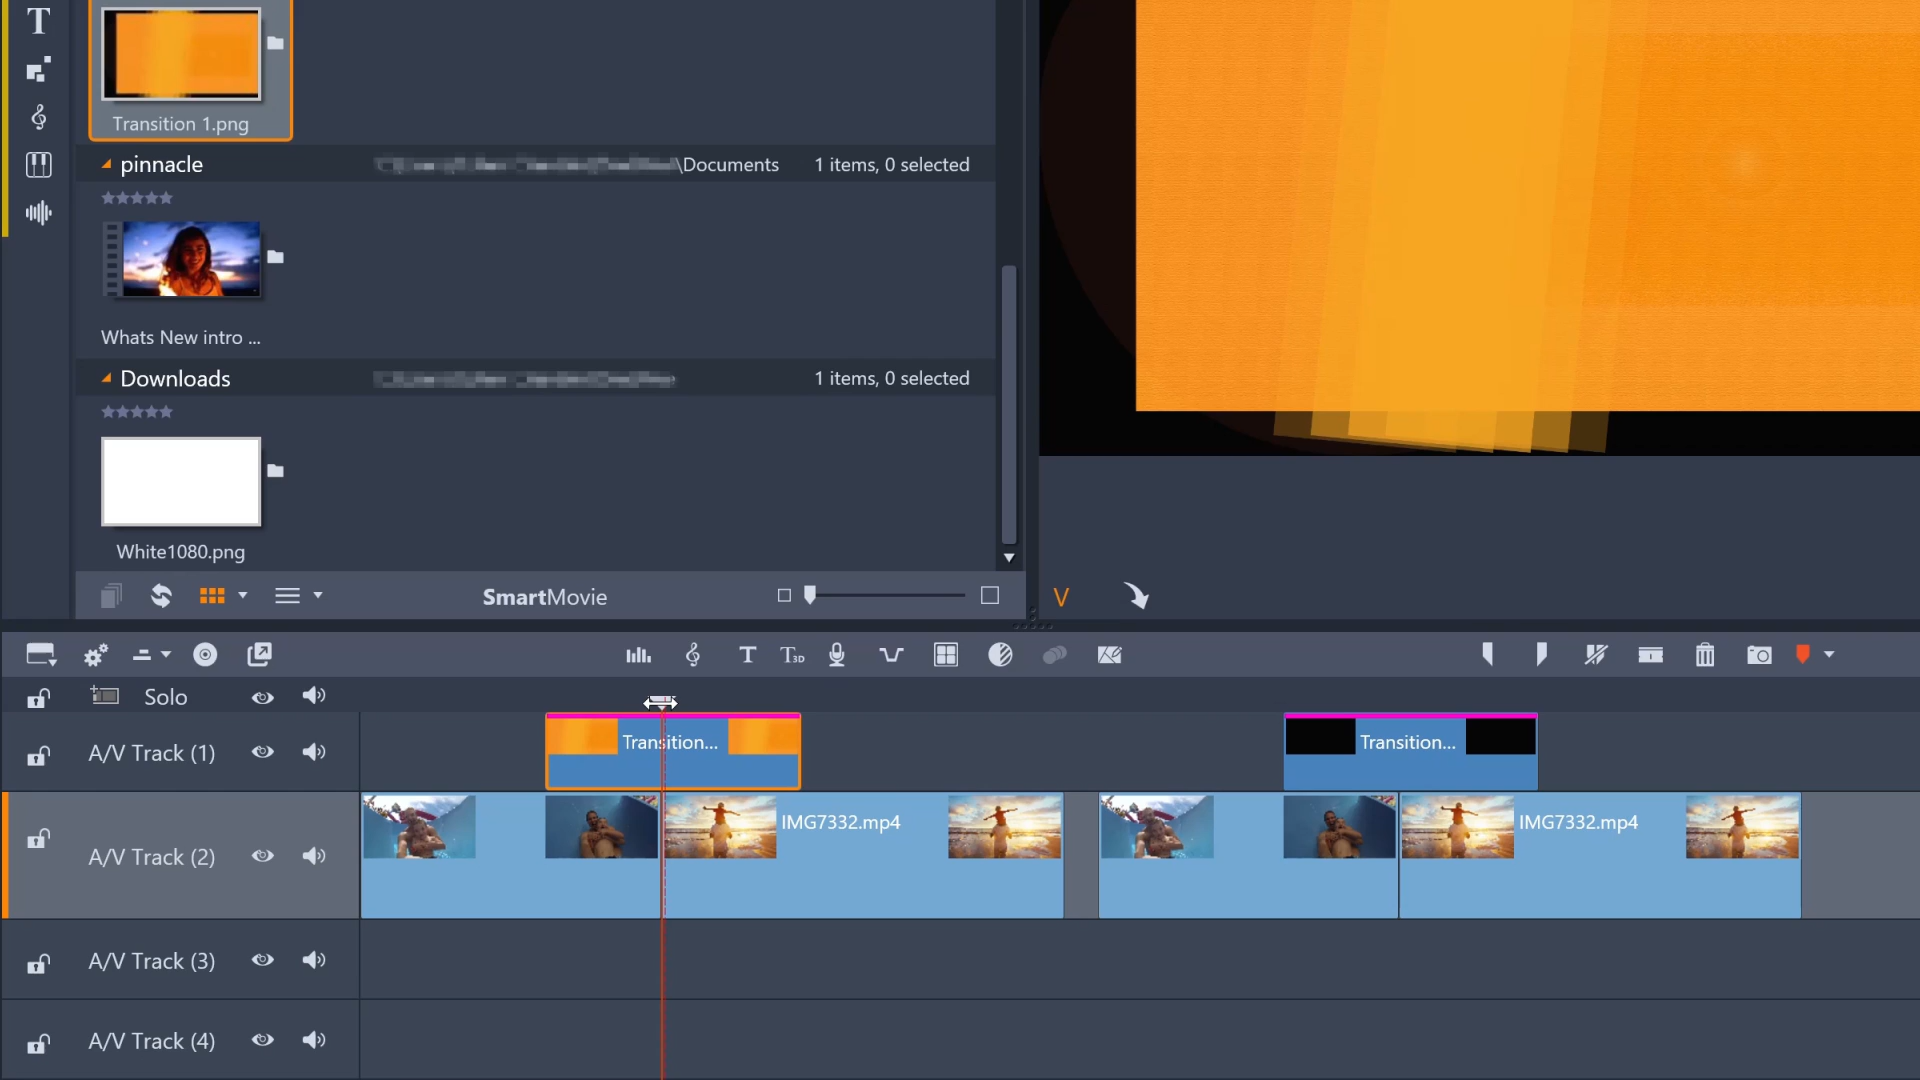 T
Transition 1.png
pinnacle \Documents 1 items, 0 selected
Whats New intro ...
Downloads 1 items, 0 selected
White1080.png
SmartMovie
V
T T3D
Solo
A/V Track (1) Transition... Transition...
A/V Track (2) IMG7332.mp4 IMG7332.mp4
A/V Track (3)
A/V Track (4)